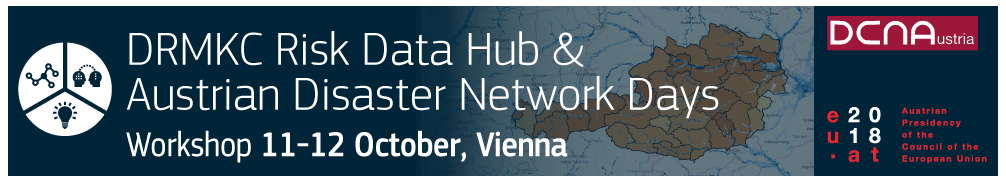 DRMKC Risk Data Hub &
Austrian Disaster Network Days
Workshop 11-12 October, Vienna
DCNAustria
e 20
u 18
. at
Austrian
Presidency
of the
Council of the
European Union